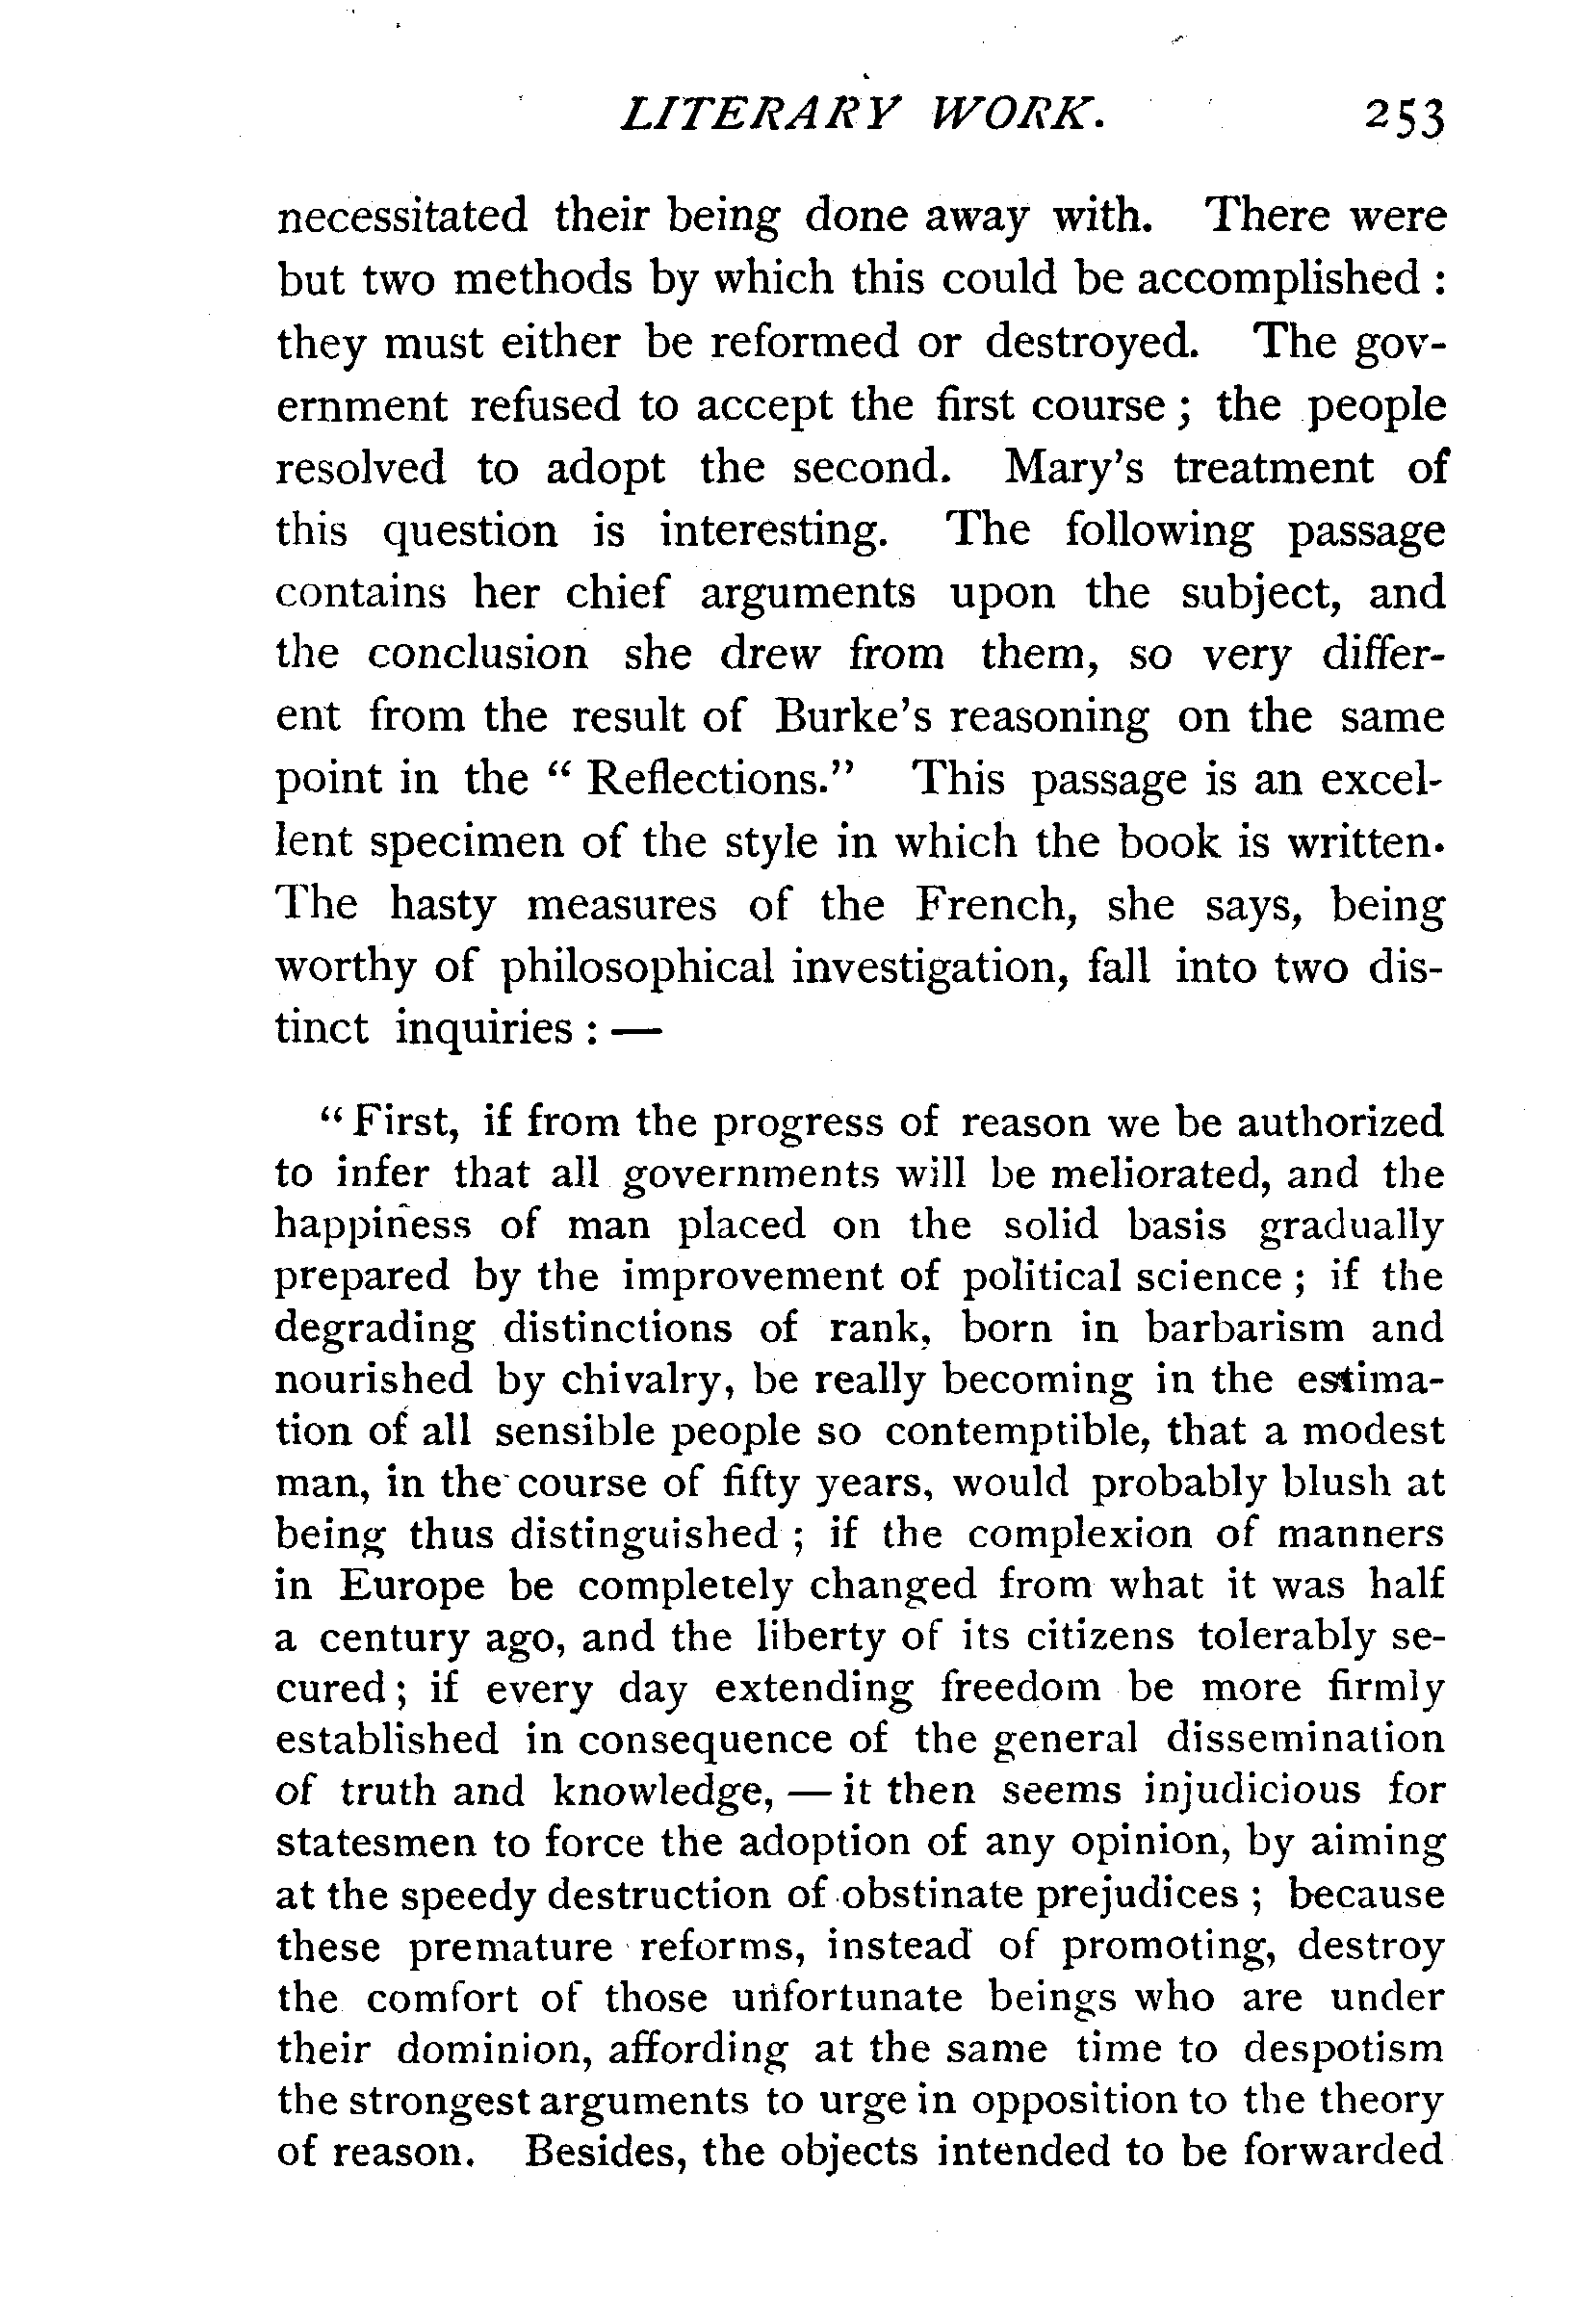 LITERARY WORK. 253
necessitated their being done away with. There were
but two methods by which this could be accomplished :
they must either be reformed or destroyed. The gov-
ernment refused to accept the first course ; the people
resolved to adopt the second. Mary's treatment of
this question is interesting. The following passage
contains her chief arguments upon the subject, and
the conclusion she drew from them, so very differ-
ent from the result of Burke's reasoning on the same
point in the “ Reflections.” This passage is an excel-
lent specimen of the style in which the book is written.
The hasty measures of the French, she says, being
worthy of philosophical investigation, fall into two dis-
tinct inquiries : —
“ First, if from the progress of reason we be authorized
to infer that all governments will be meliorated, and the
happiness of man placed on the solid basis gradually
prepared by the improvement of political science ; if the
degrading distinctions of rank, born in barbarism and
nourished by chivalry, be really becoming in the estima-
tion of all sensible people so contemptible, that a modest
man, in the course of fifty years, would probably blush at
being thus distinguished ; if the complexion of manners
in Europe be completely changed from what it was half
a century ago, and the liberty of its citizens tolerably se-
cured ; if every day extending freedom be more firmly
established in consequence of the general dissemination
of truth and knowledge, — it then seems injudicious for
statesmen to force the adoption of any opinion, by aiming
at the speedy destruction of obstinate prejudices ; because
these premature reforms, instead of promoting, destroy
the comfort of those unfortunate beings who are under
their dominion, affording at the same time to despotism
the strongest arguments to urge in opposition to the theory
of reason. Besides, the objects intended to be forwarded